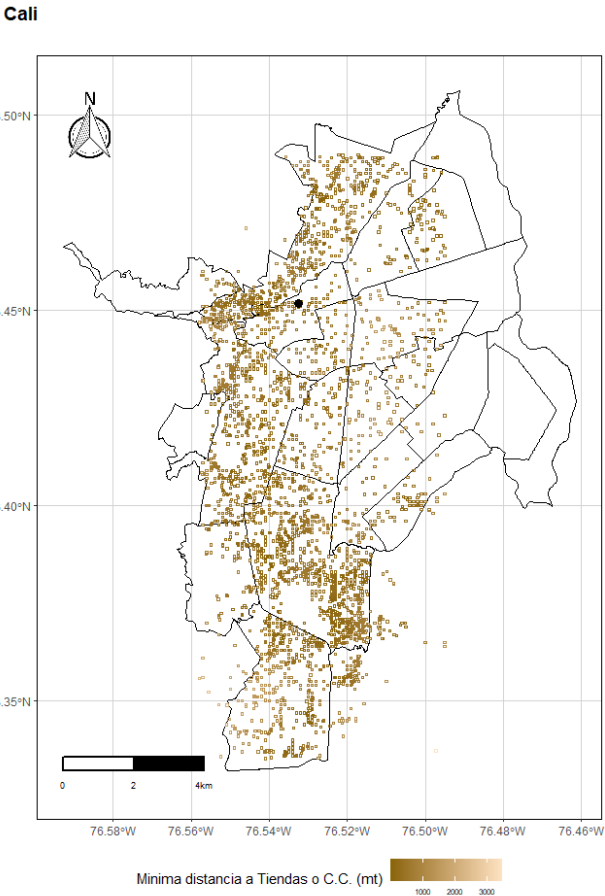 Cali
N
.50°N
.45°N
.40°N
.35°N
0 2 4km
76.58°W 76.56°W 76.54°W 76.52°W 76.50°W 76.48°W 76.46°W
Minima distancia a Tiendas o C.C. (mt)
1000 2000 3000